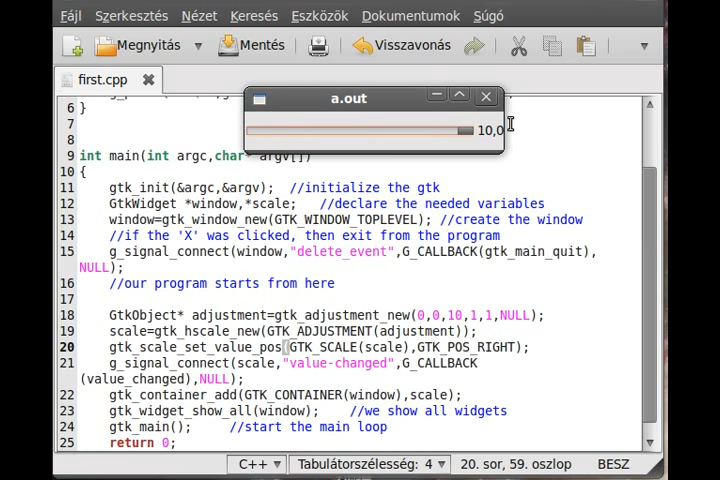 Fájl Szerkesztés Nézet Keresés Eszközök Dokumentumok Súgó
Megnyitás Mentés Visszavonás
first.cpp
a.out
10,0
6 }
7
8
9 int main(int argc,char* argv[])
10 {
11 gtk_init(&argc,&argv); //initialize the gtk
12 GtkWidget *window,*scale; //declare the needed variables
13 window=gtk_window_new(GTK_WINDOW_TOPLEVEL); //create the window
14 //if the 'X' was clicked, then exit from the program
15 g_signal_connect(window,"delete_event",G_CALLBACK(gtk_main_quit),
NULL);
16 //our program starts from here
17
18 GtkObject* adjustment=gtk_adjustment_new(0,0,10,1,1,NULL);
19 scale=gtk_hscale_new(GTK_ADJUSTMENT(adjustment));
20 gtk_scale_set_value_pos(GTK_SCALE(scale),GTK_POS_RIGHT);
21 g_signal_connect(scale,"value-changed",G_CALLBACK
(value_changed),NULL);
22 gtk_container_add(GTK_CONTAINER(window),scale);
23 gtk_widget_show_all(window); //we show all widgets
24 gtk_main(); //start the main loop
25 return 0;
C++ Tabulátorszélesség: 4 20. sor, 59. oszlop BESZ